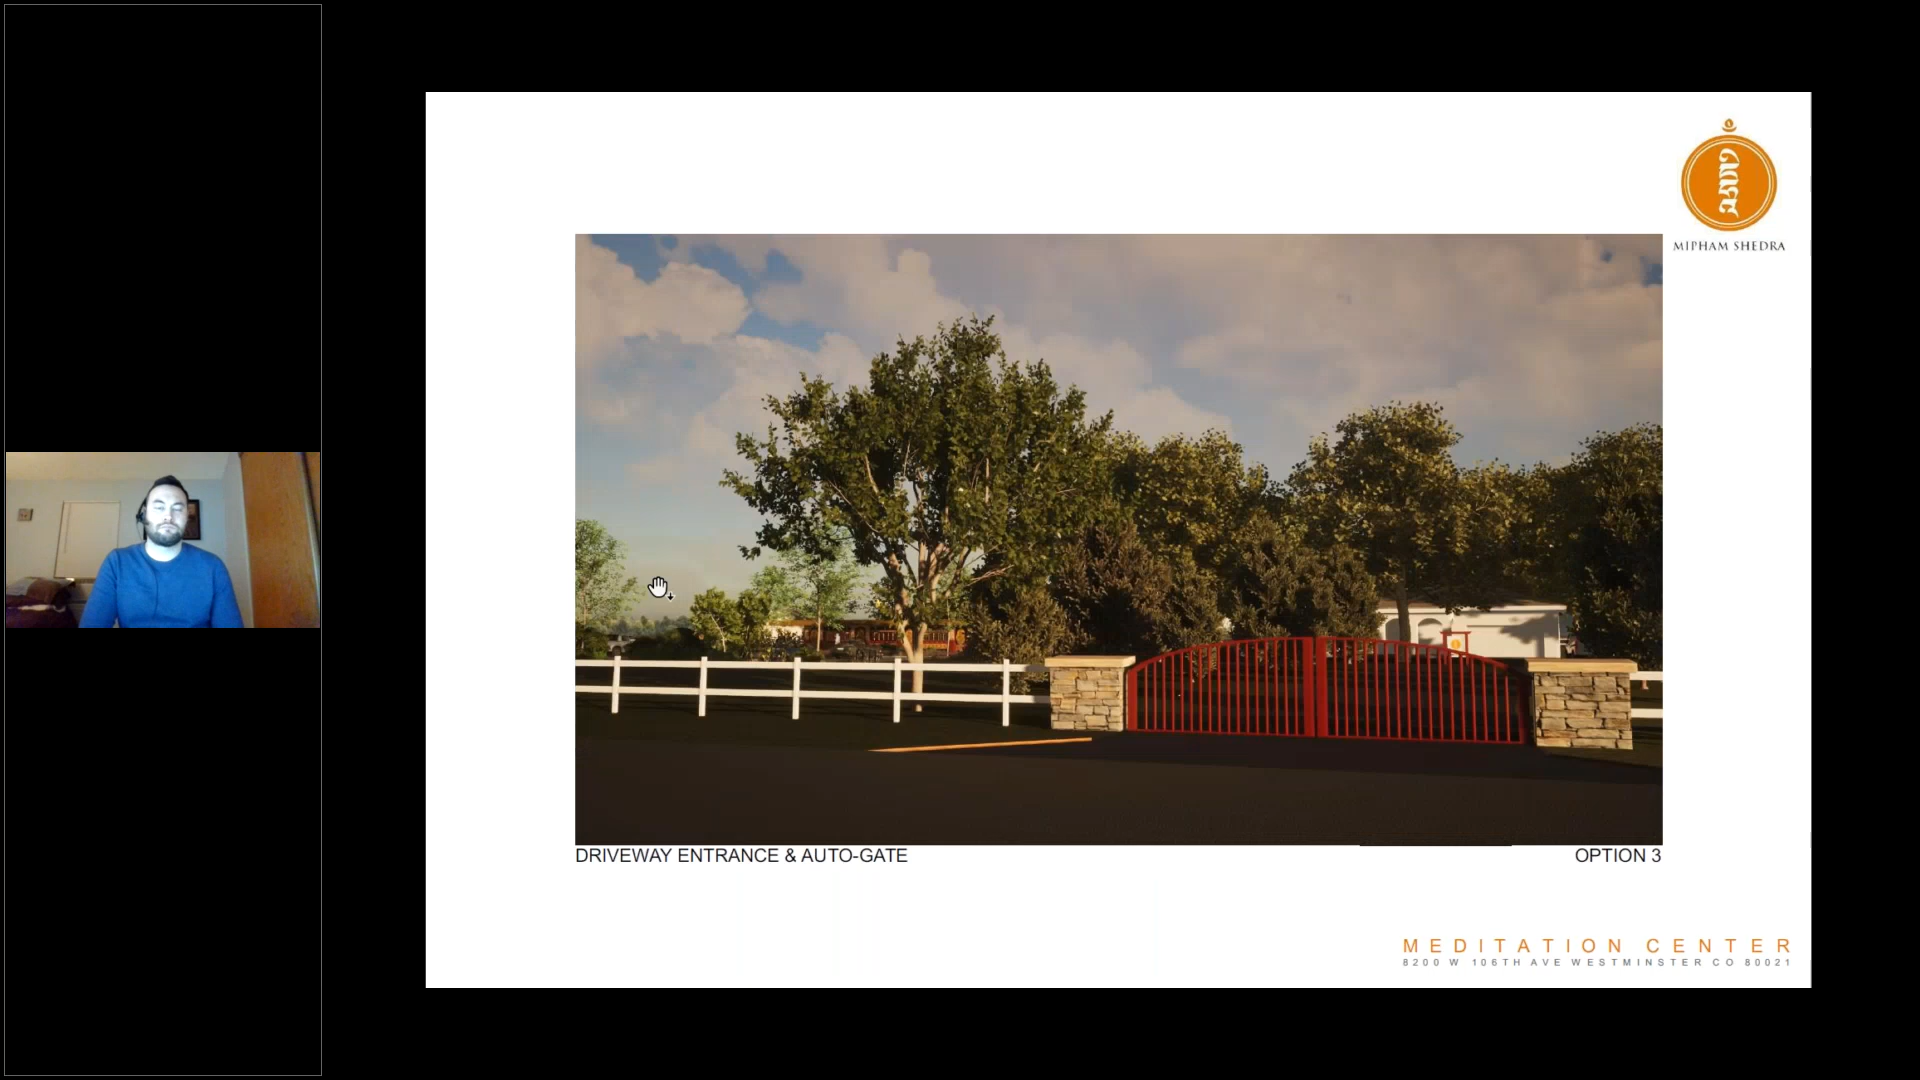 MIPHAM SHEDRA
DRIVEWAY ENTRANCE & AUTO-GATE
OPTION 3
MEDITATION CENTER
8200 W 106TH AVE WESTMINSTER CO 80021